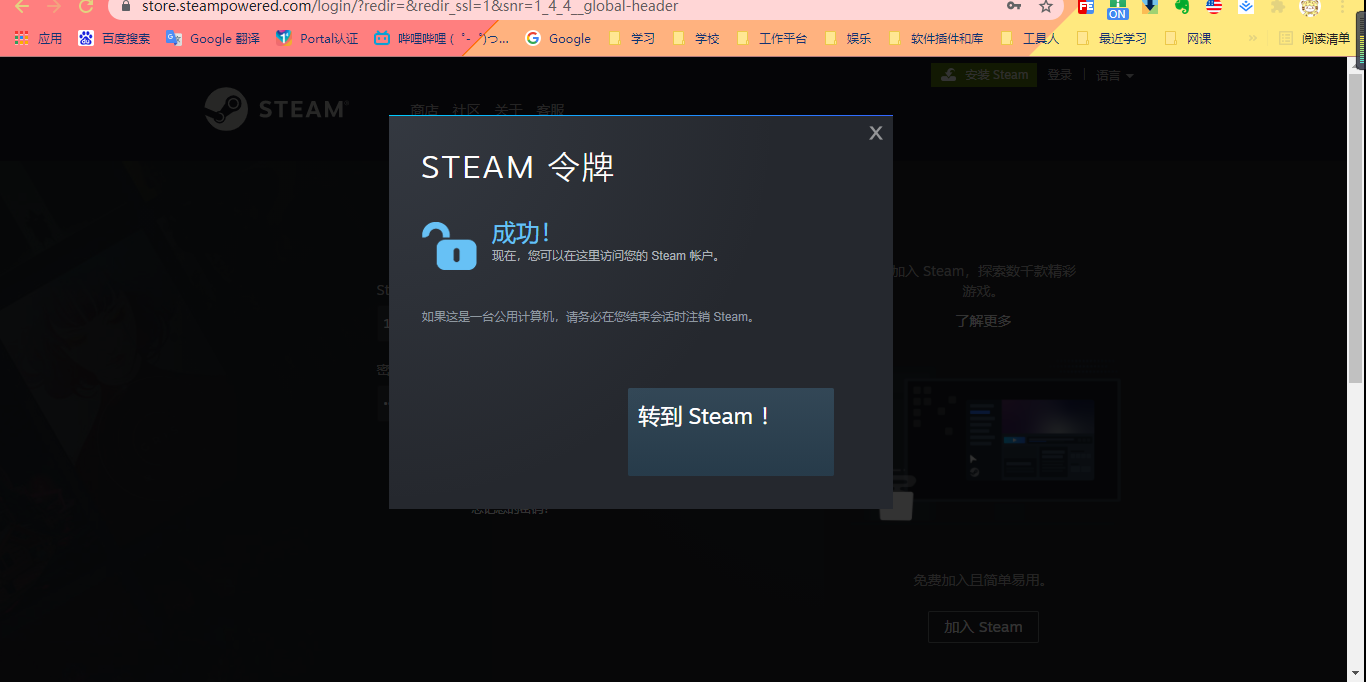 store.steampowered.com/login/?redir=&redir_ssl=1&snr=1_4_4__global-header
ON
应用 百度搜索 Google 翻译 Portal认证 哔哩哔哩 ( ゜- ゜)つ... Google 学习 学校 工作平台 娱乐 软件插件和库 工具人 最近学习 网课 » 阅读清单
安装 Steam 登录 | 语言
STEAM
商店 社区 关于 客服
X
STEAM 令牌
成功!
现在，您可以在这里访问您的 Steam 帐户。
如果这是一台公用计算机，请务必在您结束会话时注销 Steam。
转到 Steam！
加入 Steam，探索数千款精彩
游戏。
了解更多
免费加入且简单易用。
加入 Steam